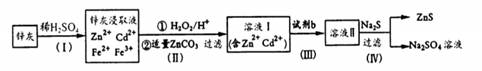 锌灰
稀H₂SO₄
(Ⅰ)
锌灰浸取液
Zn²⁺ Cd²⁺
Fe²⁺ Fe³⁺
① H₂O₂/H⁺
②适量ZnCO₃ 过滤
(Ⅱ)
溶液Ⅰ
(含Zn²⁺ Cd²⁺)
试剂b
(Ⅲ)
溶液Ⅱ
Na₂S
过滤
(Ⅳ)
ZnS
Na₂SO₄ 溶液